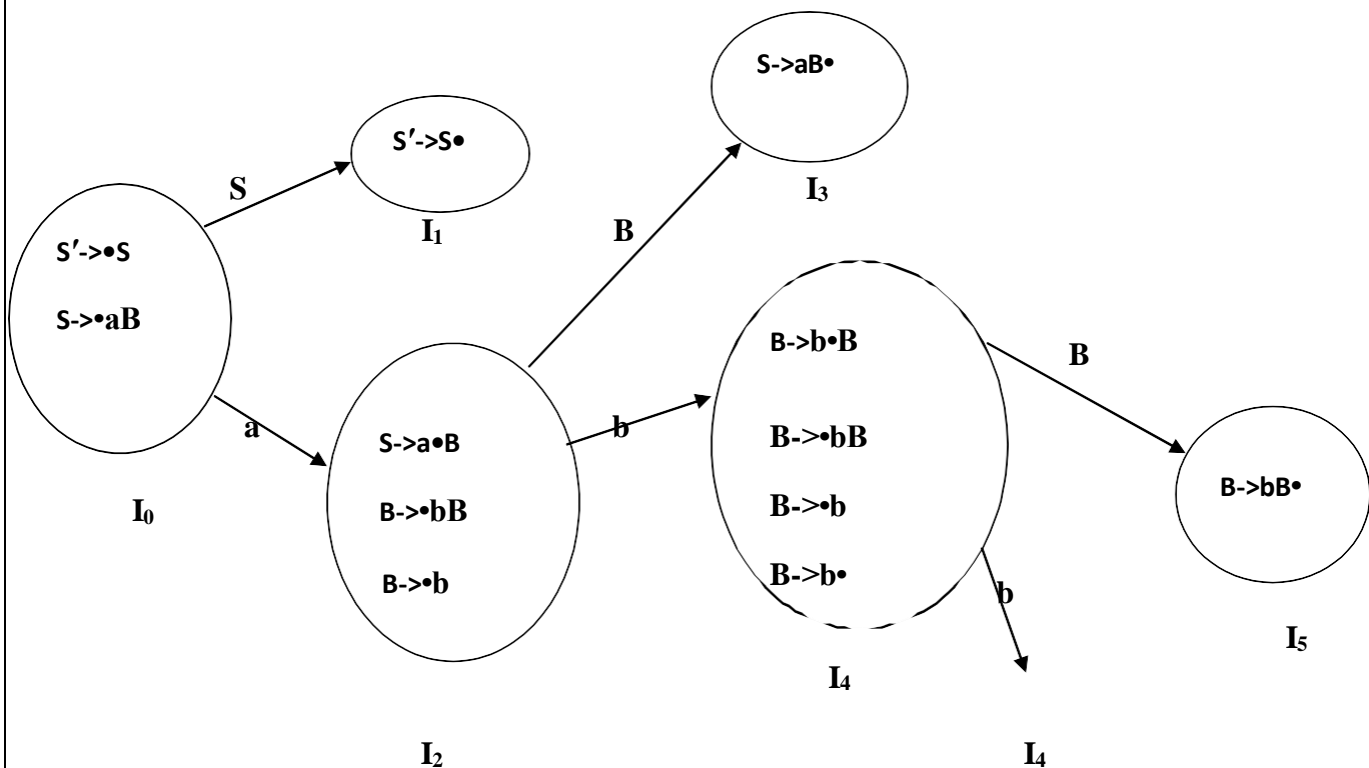 S′->•S
S->•aB
I₀
S
S′->S•
I₁
a
S->a•B
B->•bB
B->•b
I₂
B
S->aB•
I₃
b
B->b•B
B->•bB
B->•b
B->b•
I₄
B
B->bB•
I₅
b
I₄